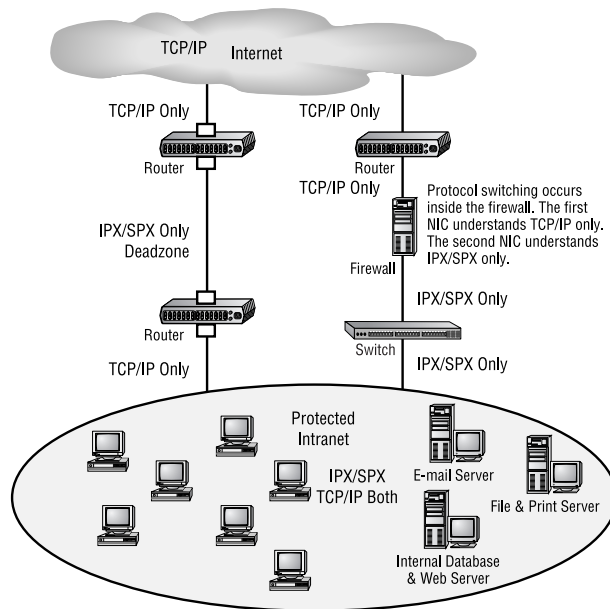 TCP/IP
Internet
TCP/IP Only
TCP/IP Only
Router
Router
TCP/IP Only
Protocol switching occurs
inside the firewall. The first
NIC understands TCP/IP only.
The second NIC understands
IPX/SPX only.
IPX/SPX Only
Deadzone
Firewall
IPX/SPX Only
Router
Switch
TCP/IP Only
IPX/SPX Only
Protected
Intranet
IPX/SPX
TCP/IP Both
E-mail Server
File & Print Server
Internal Database
& Web Server